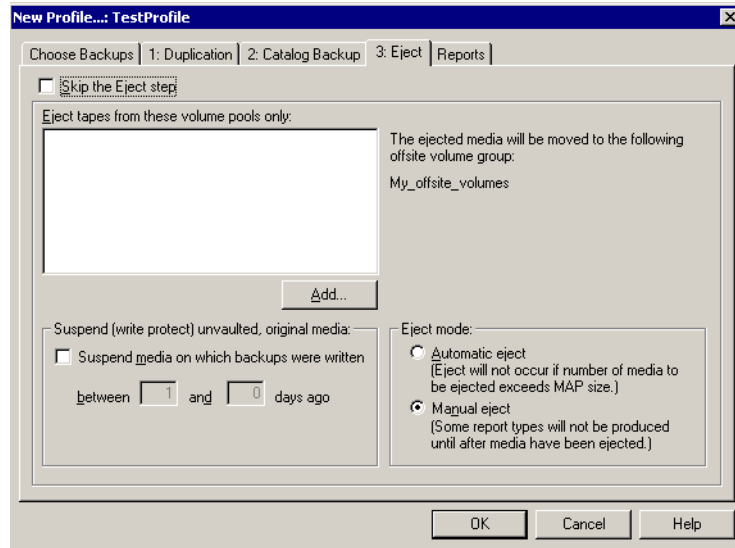 New Profile...: TestProfile
Choose Backups 1: Duplication 2: Catalog Backup 3: Eject Reports
Skip the Eject step
Eject tapes from these volume pools only:
The ejected media will be moved to the following
offsite volume group:
My_offsite_volumes
Add...
Suspend (write protect) unvaulted, original media:
Suspend media on which backups were written
between 1 and 0 days ago
Eject mode:
Automatic eject
(Eject will not occur if number of media to
be ejected exceeds MAP size.)
Manual eject
(Some report types will not be produced
until after media have been ejected.)
OK Cancel Help